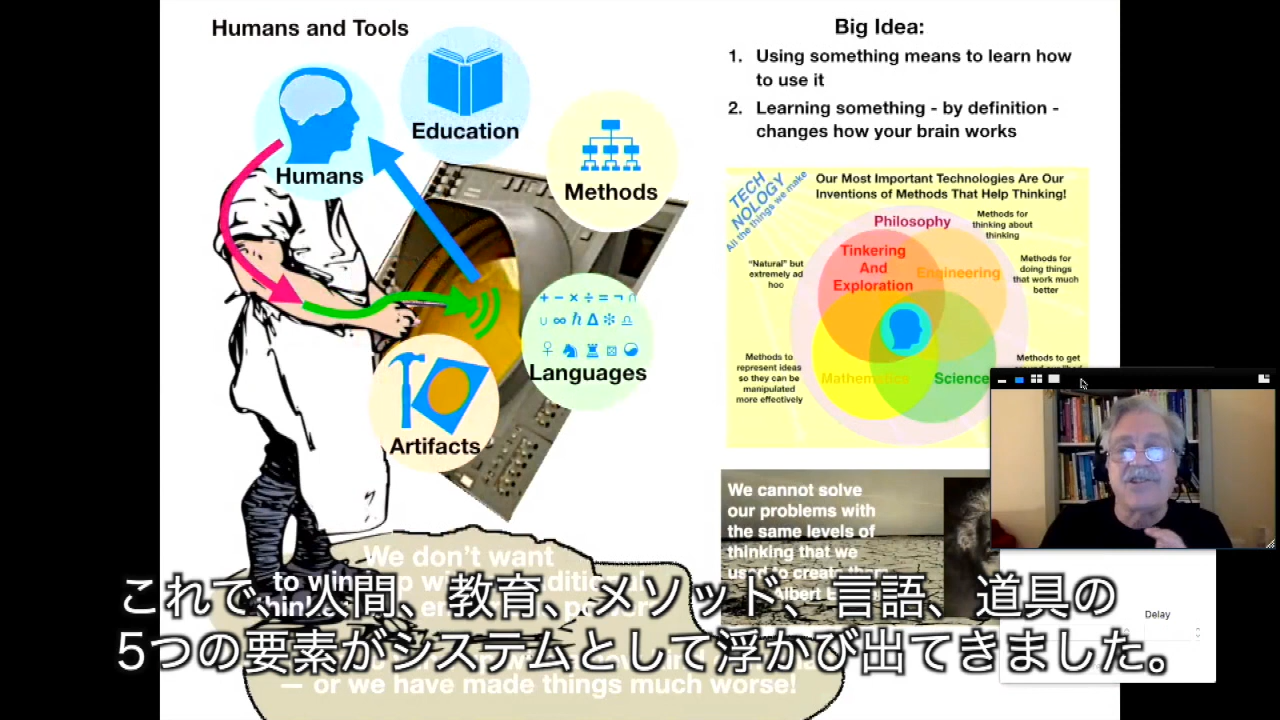 Humans and Tools
Humans
Education
Methods
+ − × ÷ = ¬ ∩
∪ ∞ ℏ Δ ✻ ♎
Languages
Artifacts
Big Idea:
1. Using something means to learn how
to use it
2. Learning something - by definition -
changes how your brain works
TECH
NOLOGY
All the things we make
Our Most Important Technologies Are Our
Inventions of Methods That Help Thinking!
Philosophy
Methods for
thinking about
thinking
Tinkering
And
Exploration
"Natural" but
extremely ad
hoc
Engineering
Methods for
doing things
that work much
better
Methods to
represent ideas
so they can be
manipulated
more effectively
Mathematics
Science
Methods to get
We cannot solve
our problems with
the same levels of
thinking that we
Delay
We don't want
— or we have made things much worse!
これで、人間、教育、メソッド、言語、道具の
5つの要素がシステムとして浮かび出てきました。